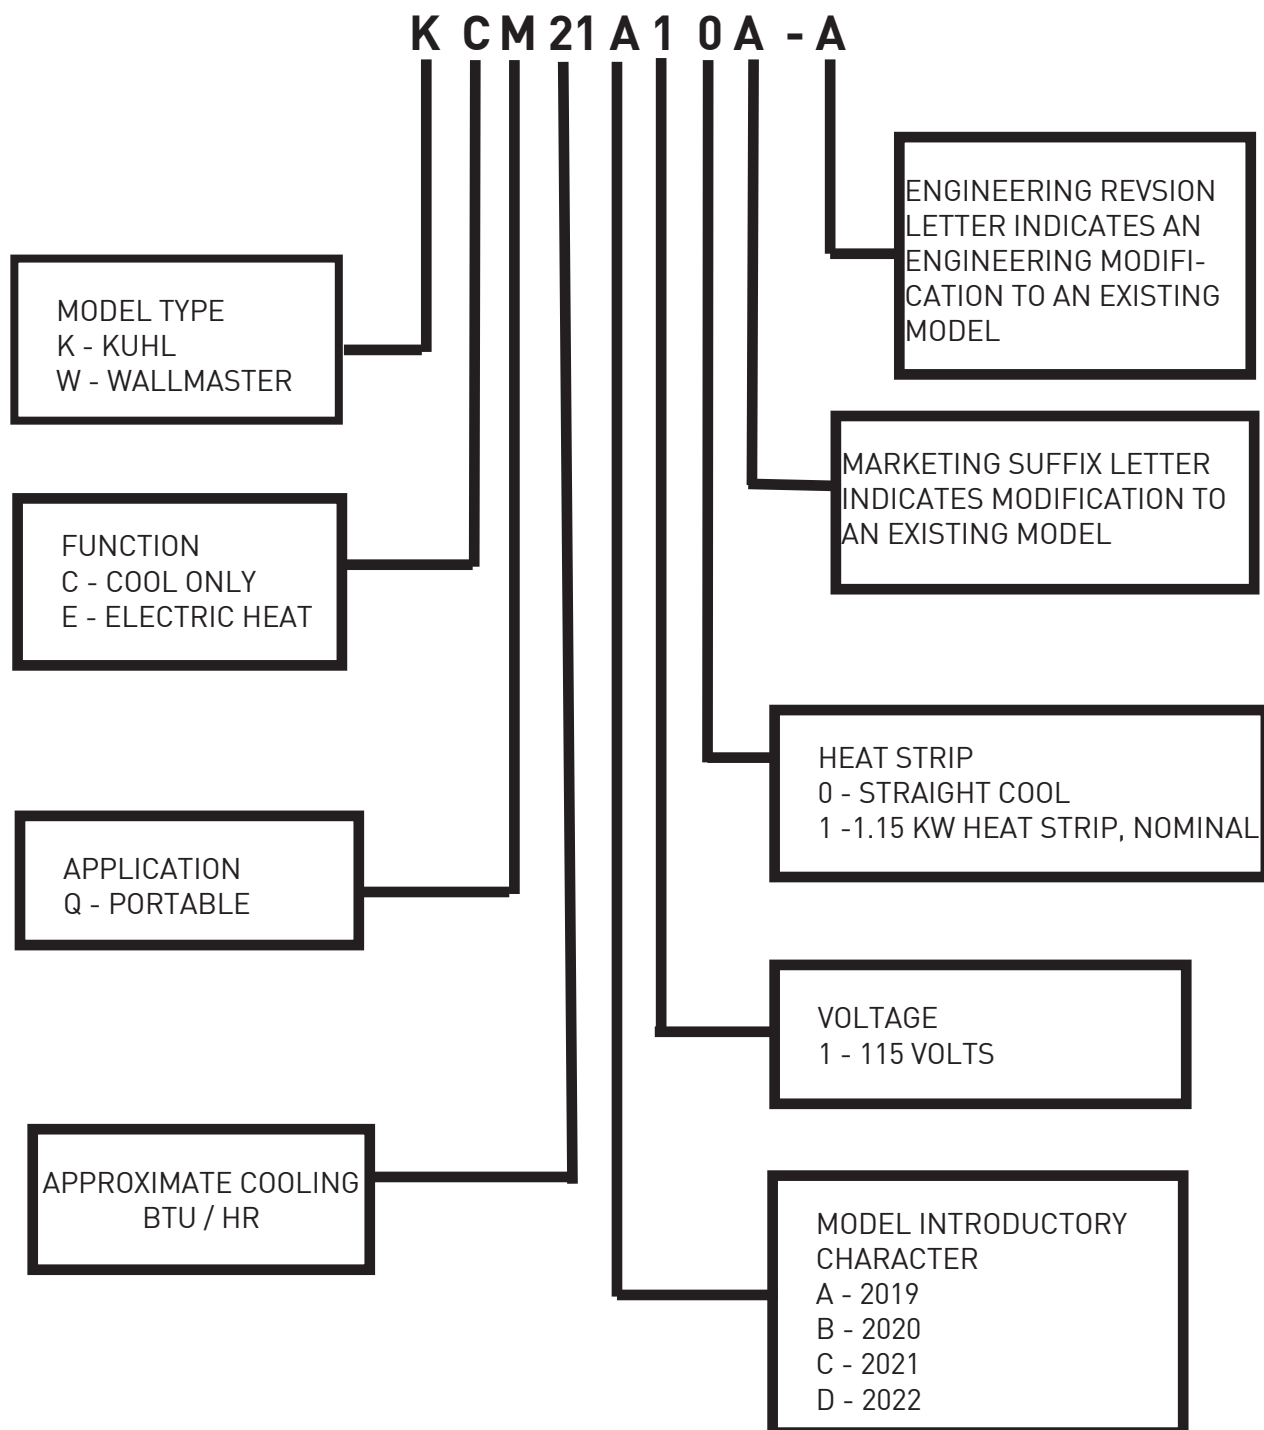 K C M 21 A 1 0 A - A
MODEL TYPE
K - KUHL
W - WALLMASTER
FUNCTION
C - COOL ONLY
E - ELECTRIC HEAT
APPLICATION
Q - PORTABLE
APPROXIMATE COOLING
BTU / HR
ENGINEERING REVSION
LETTER INDICATES AN
ENGINEERING MODIFI-
CATION TO AN EXISTING
MODEL
MARKETING SUFFIX LETTER
INDICATES MODIFICATION TO
AN EXISTING MODEL
HEAT STRIP
0 - STRAIGHT COOL
1 -1.15 KW HEAT STRIP, NOMINAL
VOLTAGE
1 - 115 VOLTS
MODEL INTRODUCTORY
CHARACTER
A - 2019
B - 2020
C - 2021
D - 2022